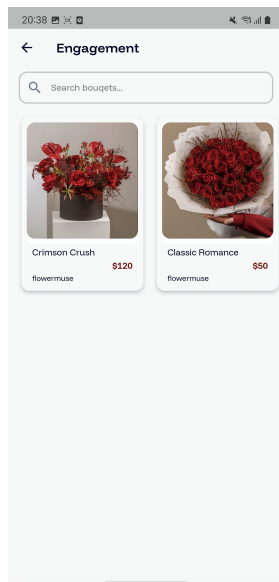 20:38
Engagement
Search bouqets...
Crimson Crush
$120
flowermuse
Classic Romance
$50
flowermuse